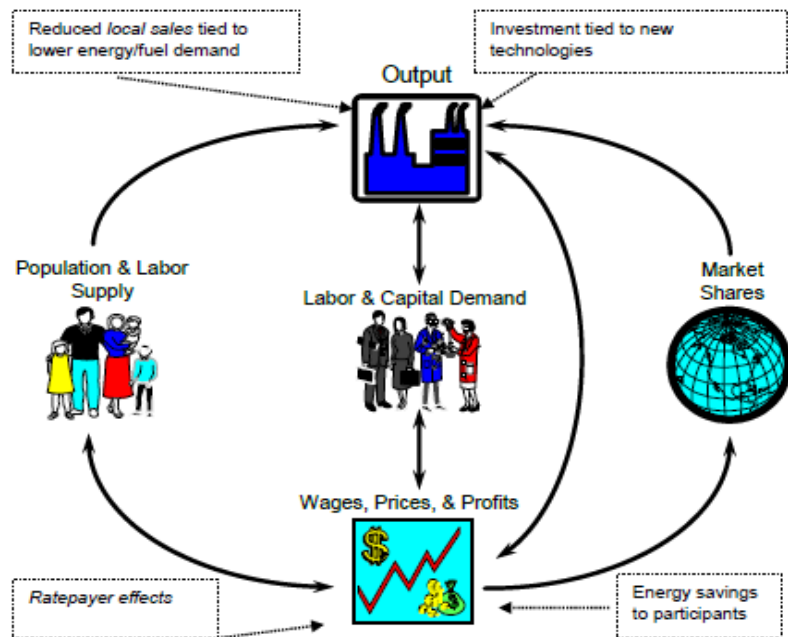 Reduced local sales tied to
lower energy/fuel demand
Investment tied to new
technologies
Output
Population & Labor
Supply
Labor & Capital Demand
Market
Shares
Wages, Prices, & Profits
$
$
Ratepayer effects
Energy savings
to participants